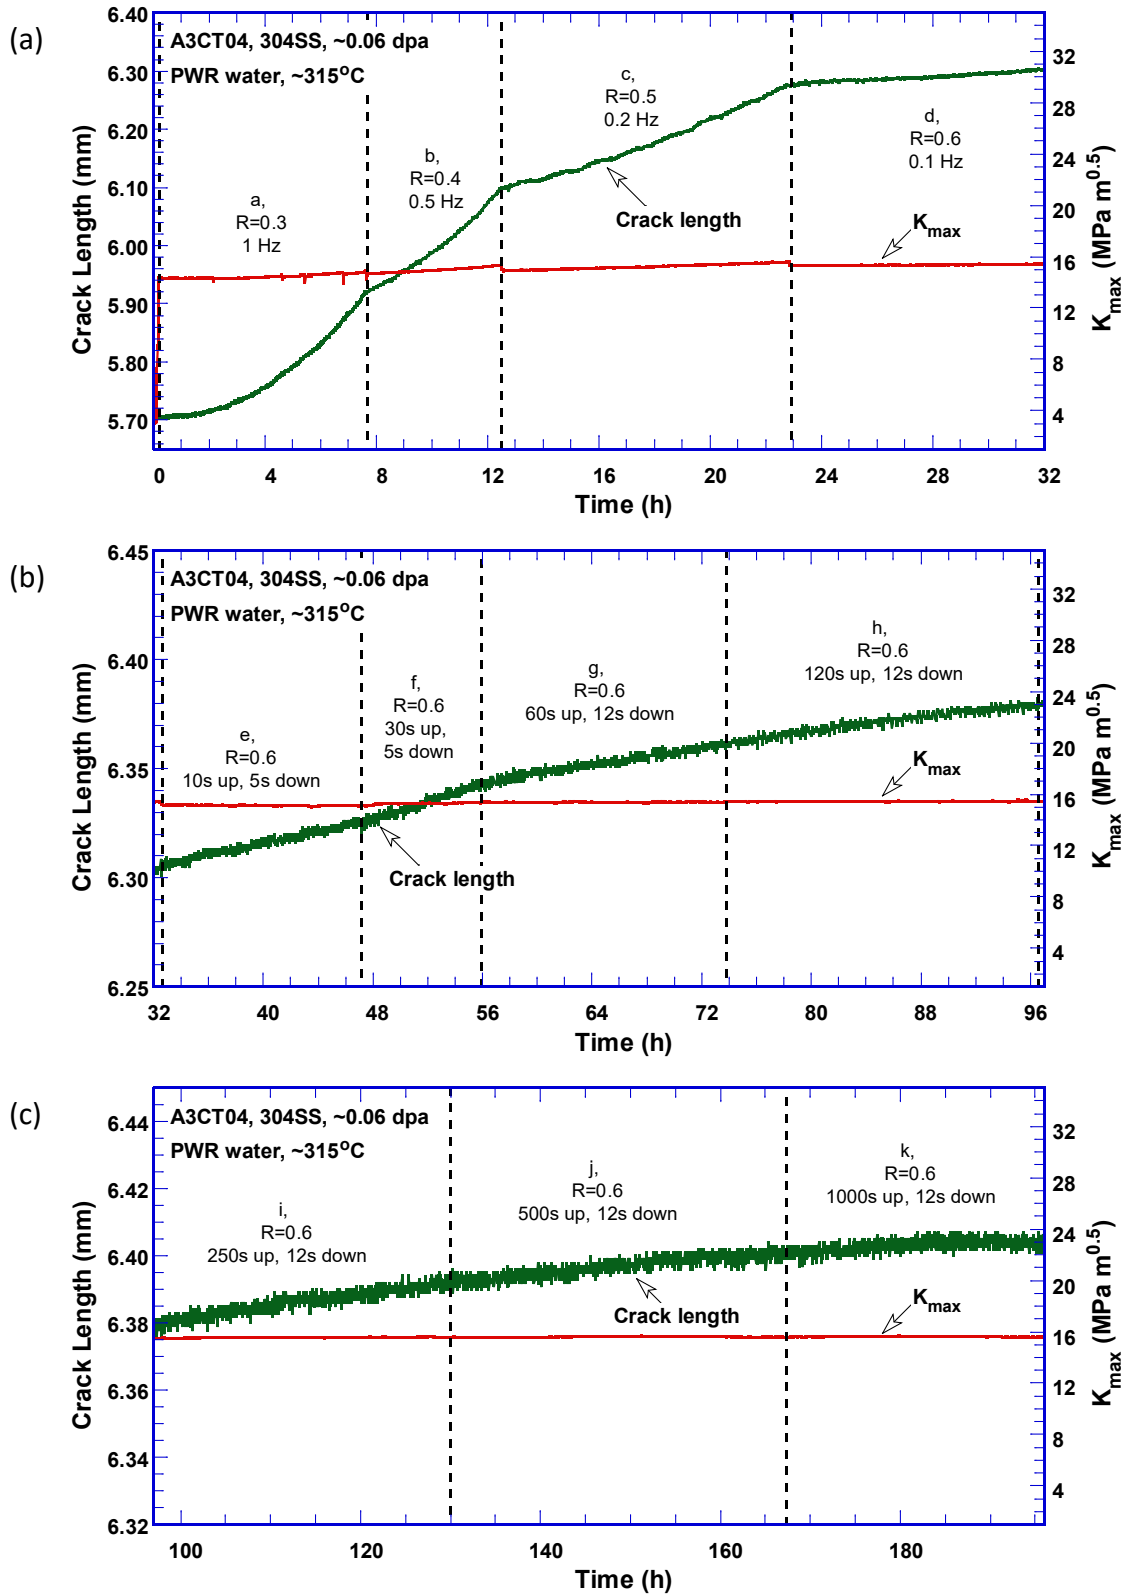 (a)
A3CT04, 304SS, ~0.06 dpa
PWR water, ~315°C
a,
R=0.3
1 Hz
b,
R=0.4
0.5 Hz
c,
R=0.5
0.2 Hz
d,
R=0.6
0.1 Hz
Crack length
Kmax
6.40
6.30
6.20
6.10
6.00
5.90
5.80
5.70
Crack Length (mm)
32
28
24
20
16
12
8
4
Kmax (MPa m0.5)
0 4 8 12 16 20 24 28 32
Time (h)
(b)
A3CT04, 304SS, ~0.06 dpa
PWR water, ~315°C
e,
R=0.6
10s up, 5s down
f,
R=0.6
30s up,
5s down
g,
R=0.6
60s up, 12s down
h,
R=0.6
120s up, 12s down
Kmax
Crack length
6.45
6.40
6.35
6.30
6.25
Crack Length (mm)
32
28
24
20
16
12
8
4
Kmax (MPa m0.5)
32 40 48 56 64 72 80 88 96
Time (h)
(c)
A3CT04, 304SS, ~0.06 dpa
PWR water, ~315°C
i,
R=0.6
250s up, 12s down
j,
R=0.6
500s up, 12s down
k,
R=0.6
1000s up, 12s down
Crack length
Kmax
6.44
6.42
6.40
6.38
6.36
6.34
6.32
Crack Length (mm)
32
28
24
20
16
12
8
4
Kmax (MPa m0.5)
100 120 140 160 180
Time (h)